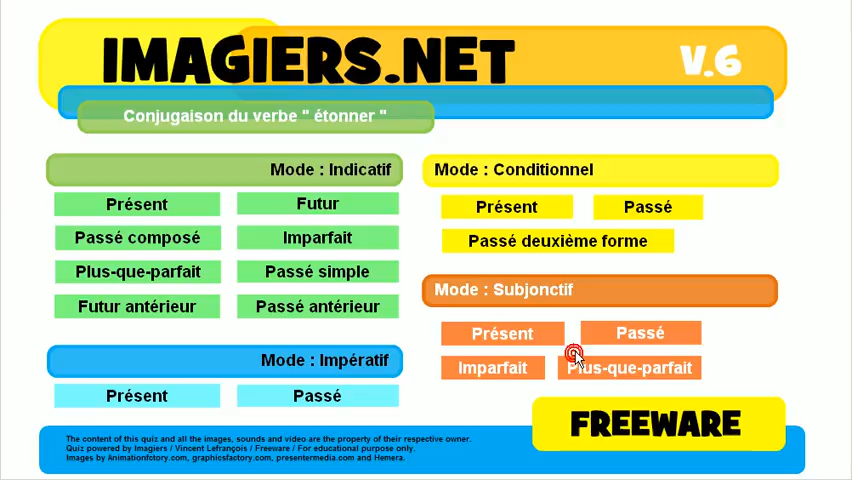 IMAGIERS.NET
V.6
Conjugaison du verbe " étonner "
Mode : Indicatif
Présent
Futur
Passé composé
Imparfait
Plus-que-parfait
Passé simple
Futur antérieur
Passé antérieur
Mode : Impératif
Présent
Passé
Mode : Conditionnel
Présent
Passé
Passé deuxième forme
Mode : Subjonctif
Présent
Passé
Imparfait
Plus-que-parfait
FREEWARE
The content of this quiz and all the images, sounds and video are the property of their respective owner.
Quiz powered by Imagiers / Vincent Lefrançois / Freeware / For educational purpose only.
Images by Animationfctory.com, graphicsfactory.com, presentermedia.com and Hemera.